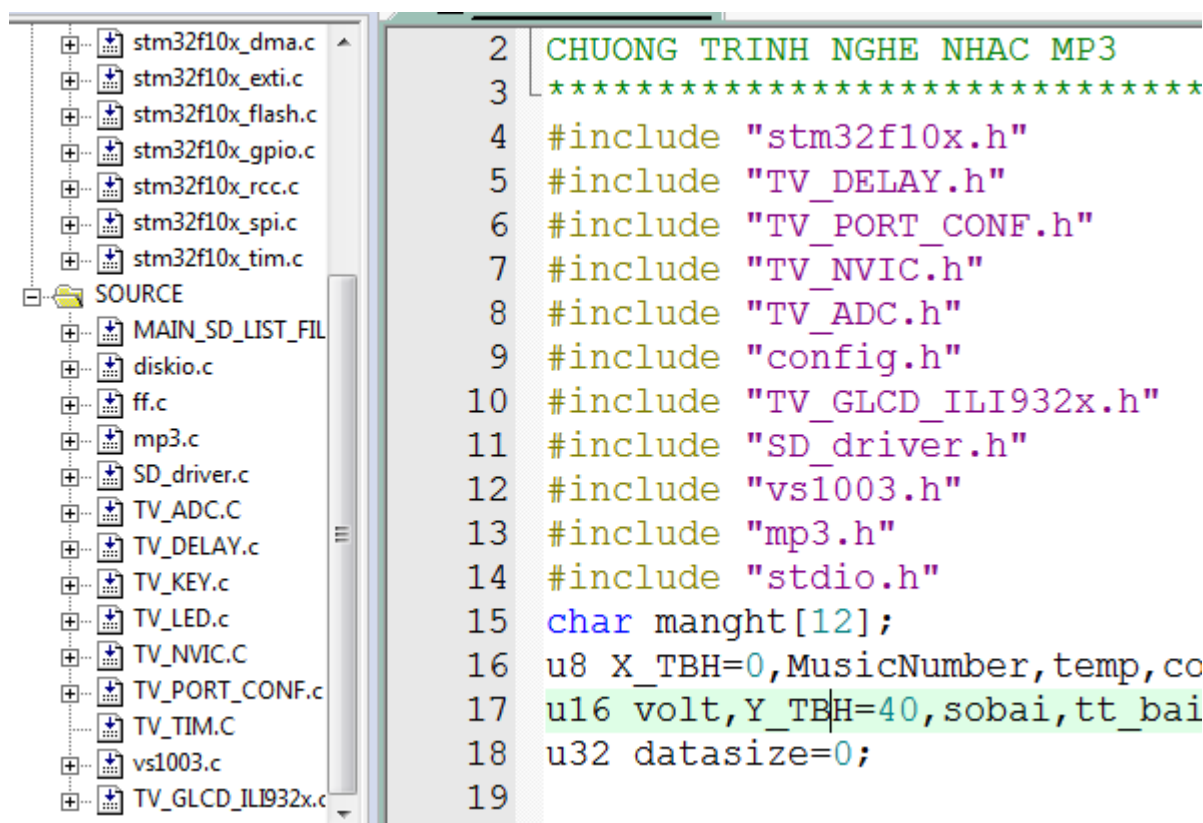 stm32f10x_dma.c
stm32f10x_exti.c
stm32f10x_flash.c
stm32f10x_gpio.c
stm32f10x_rcc.c
stm32f10x_spi.c
stm32f10x_tim.c
SOURCE
MAIN_SD_LIST_FIL
diskio.c
ff.c
mp3.c
SD_driver.c
TV_ADC.C
TV_DELAY.c
TV_KEY.c
TV_LED.c
TV_NVIC.C
TV_PORT_CONF.c
TV_TIM.C
vs1003.c
TV_GLCD_ILI932x.c
2 CHUONG TRINH NGHE NHAC MP3
3 ******************************
4 #include "stm32f10x.h"
5 #include "TV_DELAY.h"
6 #include "TV_PORT_CONF.h"
7 #include "TV_NVIC.h"
8 #include "TV_ADC.h"
9 #include "config.h"
10 #include "TV_GLCD_ILI932x.h"
11 #include "SD_driver.h"
12 #include "vs1003.h"
13 #include "mp3.h"
14 #include "stdio.h"
15 char manght[12];
16 u8 X_TBH=0,MusicNumber,temp,co
17 u16 volt,Y_TBH=40,sobai,tt_bai
18 u32 datasize=0;
19